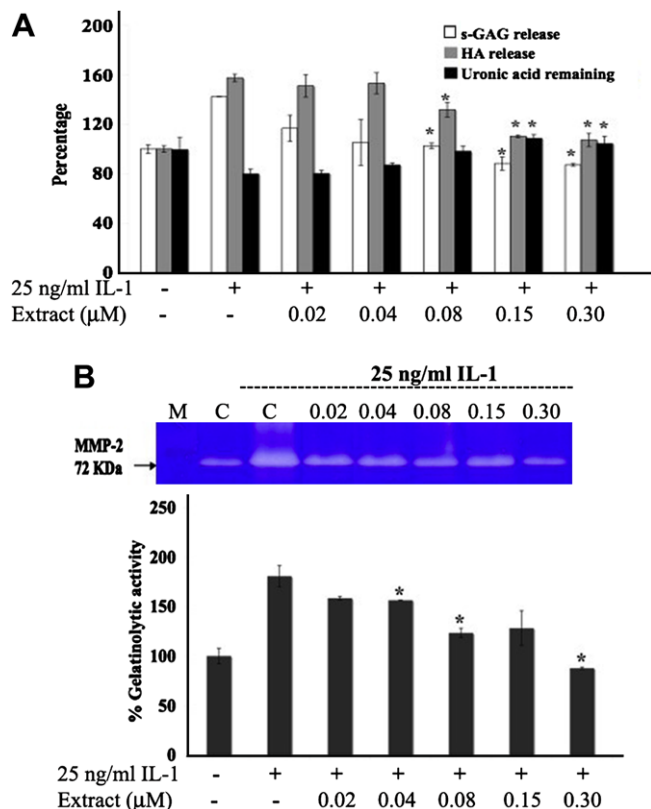 A
200
160
120
80
40
0
Percentage
s-GAG release
HA release
Uronic acid remaining
* * * * * * * *
25 ng/ml IL-1 - + + + + + +
Extract (μM) - - 0.02 0.04 0.08 0.15 0.30
B
25 ng/ml IL-1
M C C 0.02 0.04 0.08 0.15 0.30
MMP-2
72 KDa
250
200
150
100
50
0
% Gelatinolytic activity
* * *
25 ng/ml IL-1 - + + + + + +
Extract (μM) - - 0.02 0.04 0.08 0.15 0.30